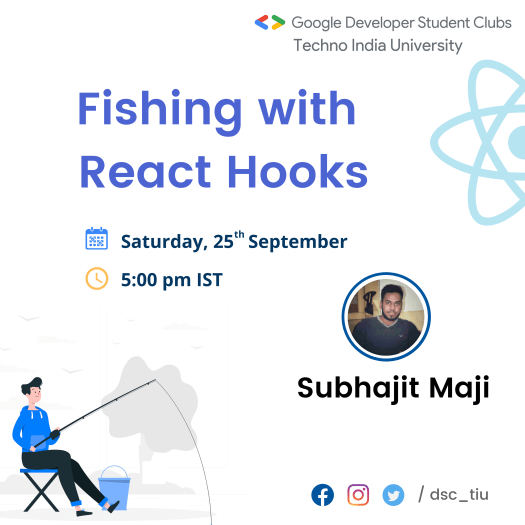 Google Developer Student Clubs
Techno India University
Fishing with
React Hooks
Saturday, 25th September
5:00 pm IST
Subhajit Maji
/ dsc_tiu